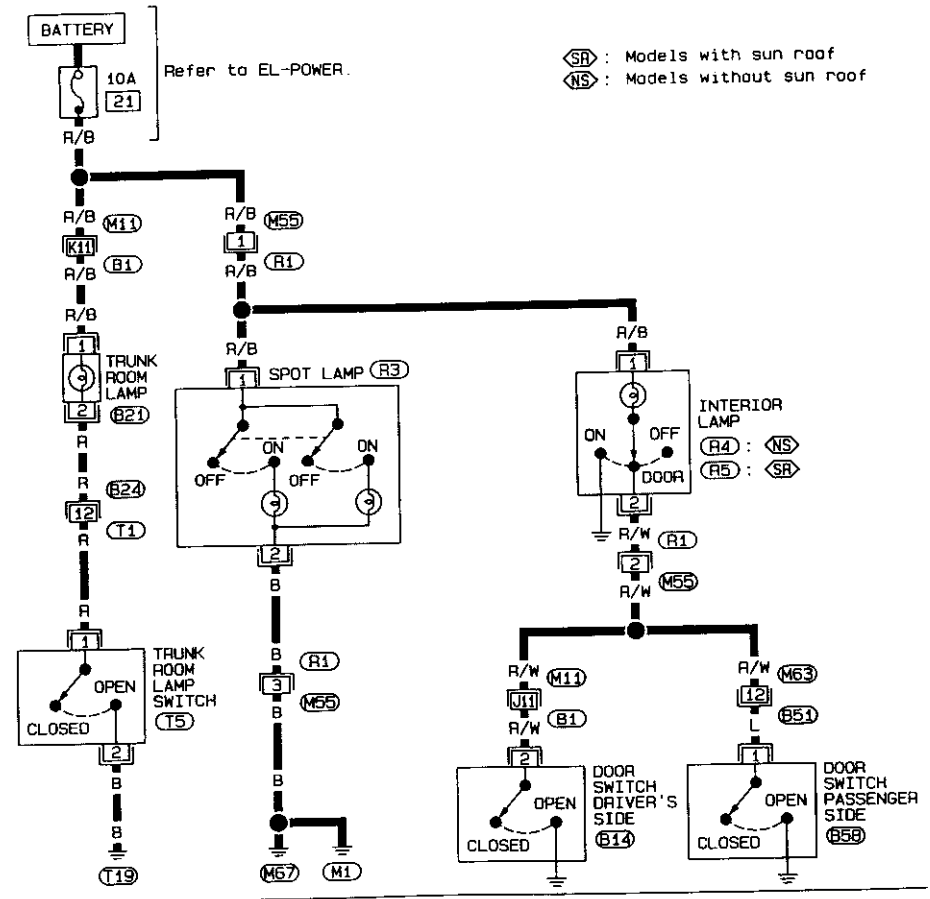 BATTERY
10A
21
Refer to EL-POWER.
SR : Models with sun roof
NS : Models without sun roof
R/B
R/B
M11
K11
B1
R/B
R/B
M55
1
R1
R/B
R/B
1
TRUNK
ROOM
LAMP
2
B21
R
R
B24
12
T1
R
R
1
TRUNK
ROOM
LAMP
SWITCH
T5
OPEN
CLOSED
2
B
B
T19
R/B
1
SPOT LAMP
R3
OFF
ON
OFF
ON
2
B
B
R1
3
M55
B
B
M67
M1
R/B
1
INTERIOR
LAMP
R4 : NS
R5 : SR
ON
OFF
DOOR
2
R/W
R1
2
M55
R/W
R/W
M11
J11
B1
R/W
2
DOOR
SWITCH
DRIVER'S
SIDE
B14
OPEN
CLOSED
R/W
M63
12
B51
L
1
DOOR
SWITCH
PASSENGER
SIDE
B58
OPEN
CLOSED